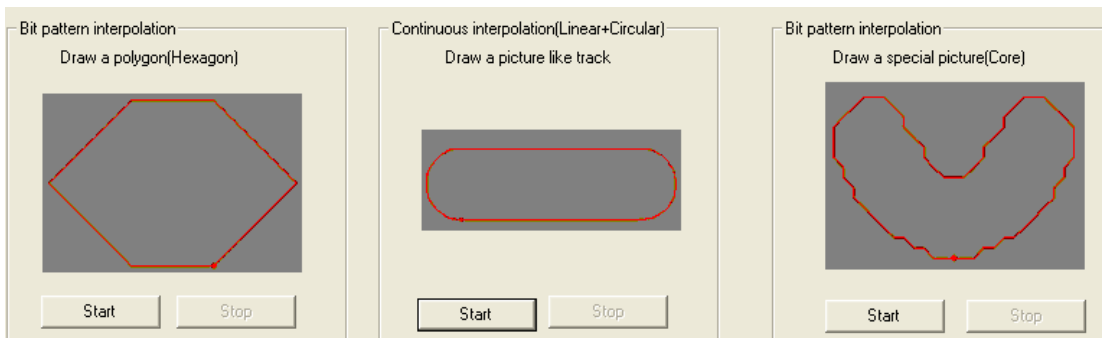 Bit pattern interpolation
Draw a polygon(Hexagon)
Start
Stop
Continuous interpolation(Linear+Circular)
Draw a picture like track
Start
Stop
Bit pattern interpolation
Draw a special picture(Core)
Start
Stop